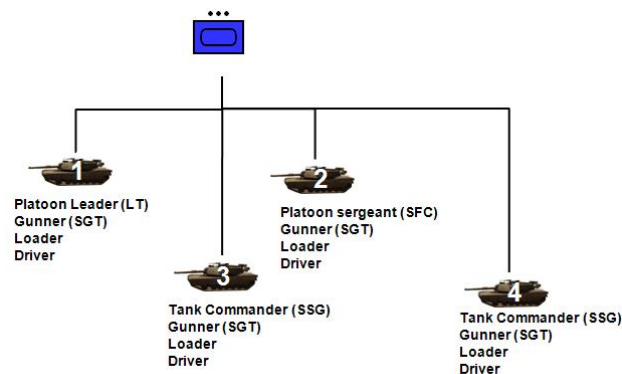 1
Platoon Leader (LT)
Gunner (SGT)
Loader
Driver
2
Platoon sergeant (SFC)
Gunner (SGT)
Loader
Driver
3
Tank Commander (SSG)
Gunner (SGT)
Loader
Driver
4
Tank Commander (SSG)
Gunner (SGT)
Loader
Driver